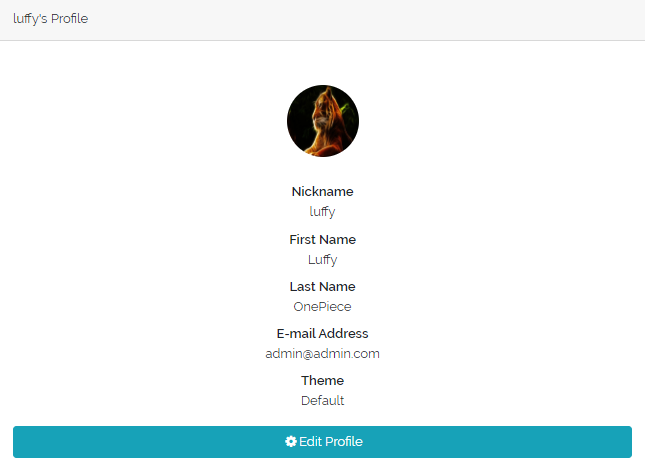 luffy's Profile
Nickname
luffy
First Name
Luffy
Last Name
OnePiece
E-mail Address
admin@admin.com
Theme
Default
Edit Profile